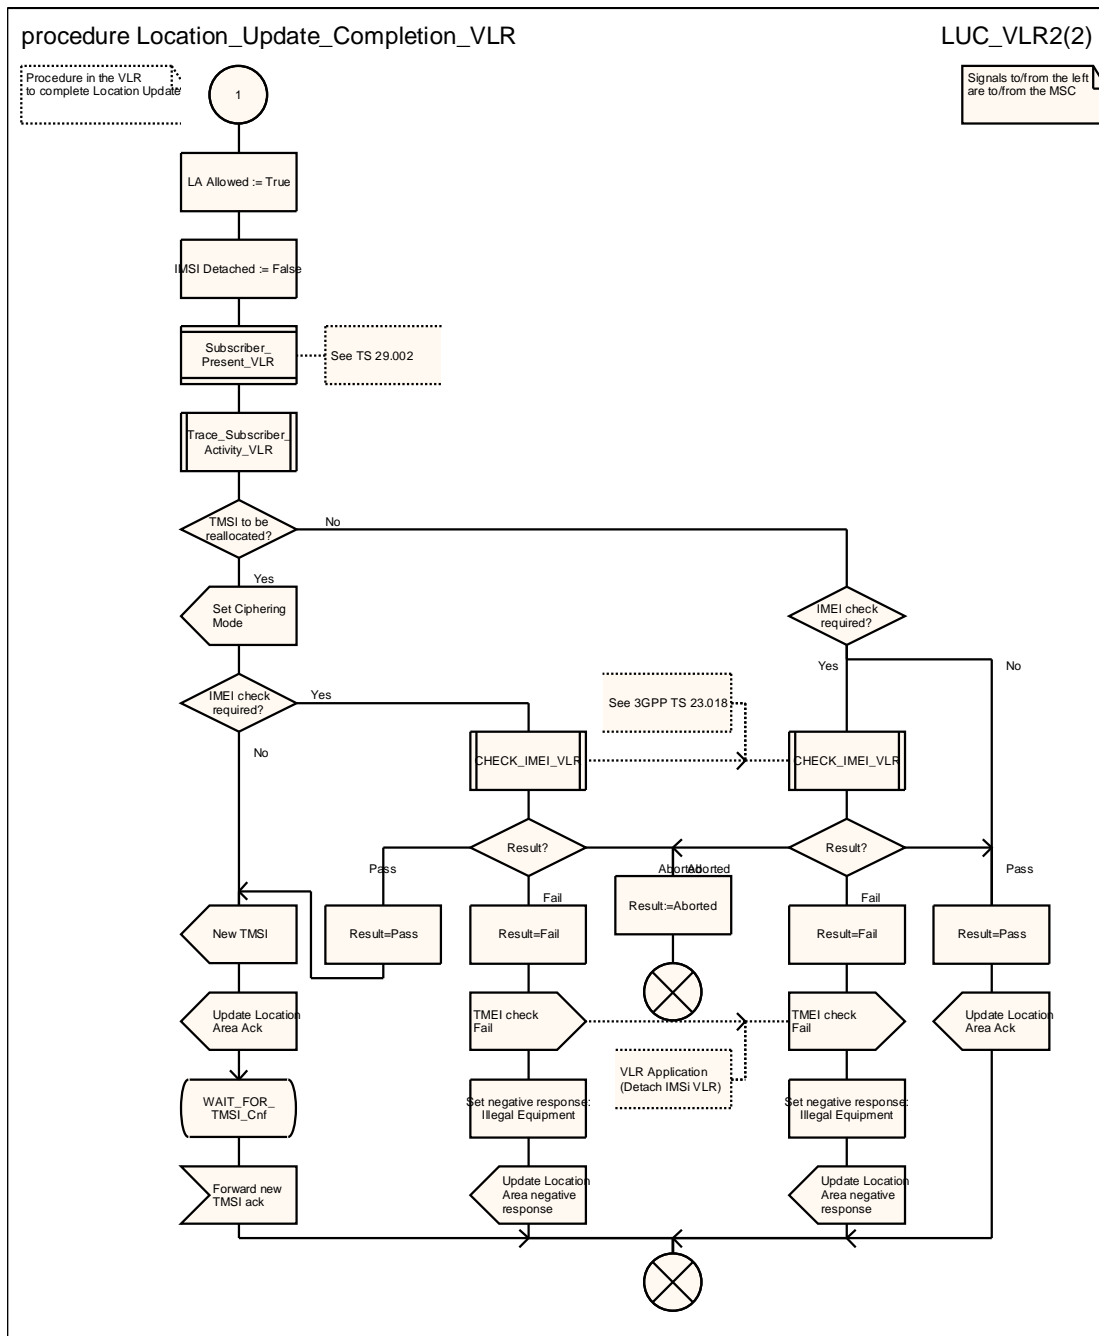 procedure Location_Update_Completion_VLR
LUC_VLR2(2)
Procedure in the VLR
to complete Location Update
1
Signals to/from the left
are to/from the MSC
LA Allowed := True
IMSI Detached := False
Subscriber_
Present_VLR
See TS 29.002
Trace_Subscriber_
Activity_VLR
TMSI to be
reallocated?
No
Yes
Set Ciphering
Mode
IMEI check
required?
Yes
No
IMEI check
required?
Yes
No
See 3GPP TS 23.018
CHECK_IMEI_VLR
CHECK_IMEI_VLR
Result?
Result?
Pass
Aborted
Aborted
Pass
Fail
Fail
Result:=Aborted
New TMSI
Result=Pass
Result=Fail
Result=Fail
Result=Pass
Update Location
Area Ack
TMEI check
Fail
TMEI check
Fail
Update Location
Area Ack
VLR Application
(Detach IMSi VLR)
WAIT_FOR_
TMSI_Cnf
Set negative response:
Illegal Equipment
Set negative response:
Illegal Equipment
Forward new
TMSI ack
Update Location
Area negative
response
Update Location
Area negative
response